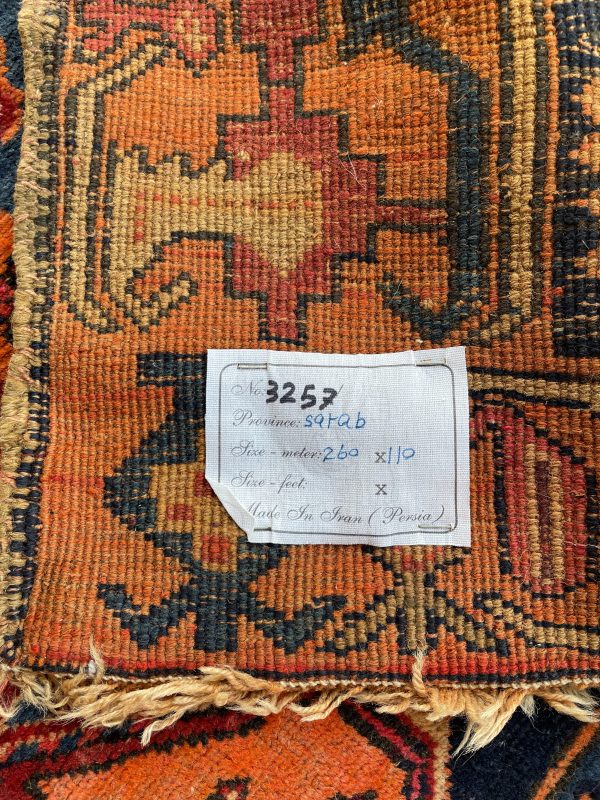 No: 3257
Province: sarab
Size - meter: 260 x 110
Size - feet: x
Made In Iran ( Persia )